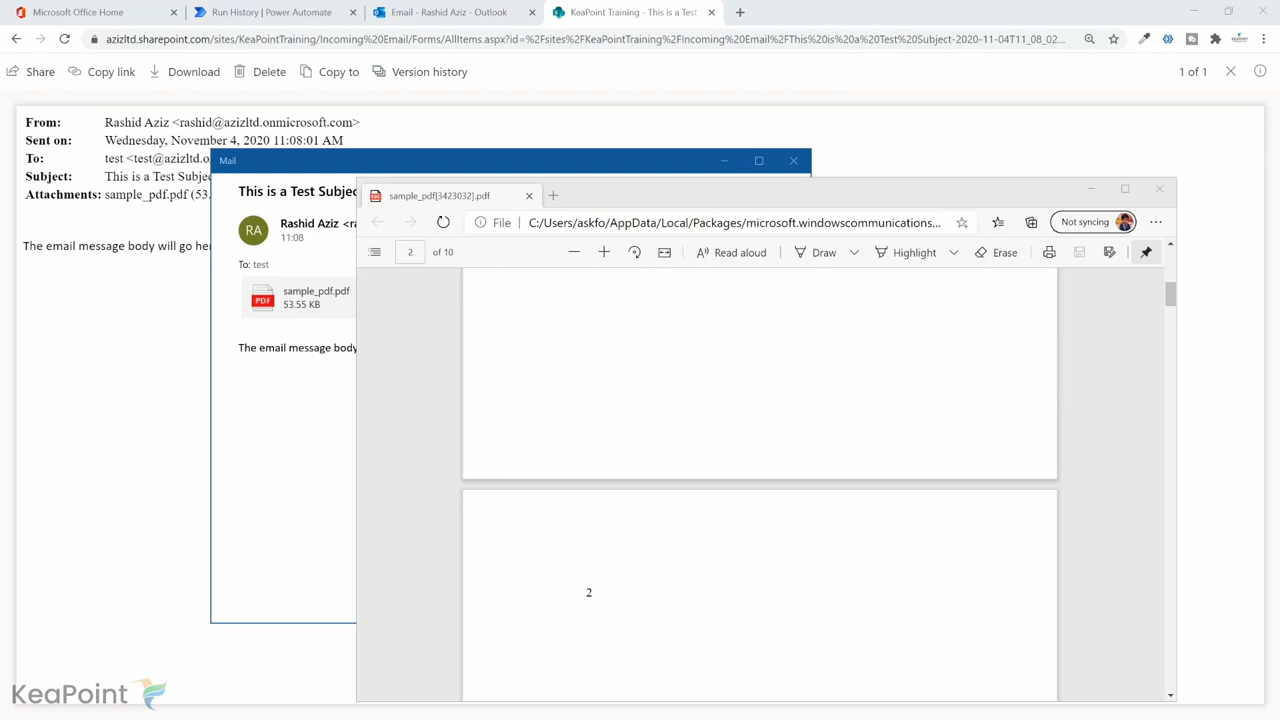 Microsoft Office Home
Run History | Power Automate
Email - Rashid Aziz - Outlook
KeaPoint Training - This is a Test
azizltd.sharepoint.com/sites/KeaPointTraining/Incoming%20Email/Forms/AllItems.aspx?id=%2Fsites%2FKeaPointTraining%2FIncoming%20Email%2FThis%20is%20a%20Test%20Subject-2020-11-04T11_08_02...
Share
Copy link
Download
Delete
Copy to
Version history
1 of 1
From: Rashid Aziz <rashid@azizltd.onmicrosoft.com>
Sent on: Wednesday, November 4, 2020 11:08:01 AM
To: test <test@azizltd.o
Subject: This is a Test Subje
Attachments: sample_pdf.pdf (53.
The email message body will go her
Mail
This is a Test Subje
RA
Rashid Aziz <ra
11:08
To: test
PDF
sample_pdf.pdf
53.55 KB
The email message body
sample_pdf[3423032].pdf
File
C:/Users/askfo/AppData/Local/Packages/microsoft.windowscommunications...
Not syncing
2 of 10
Read aloud
Draw
Highlight
Erase
2
KeaPoint